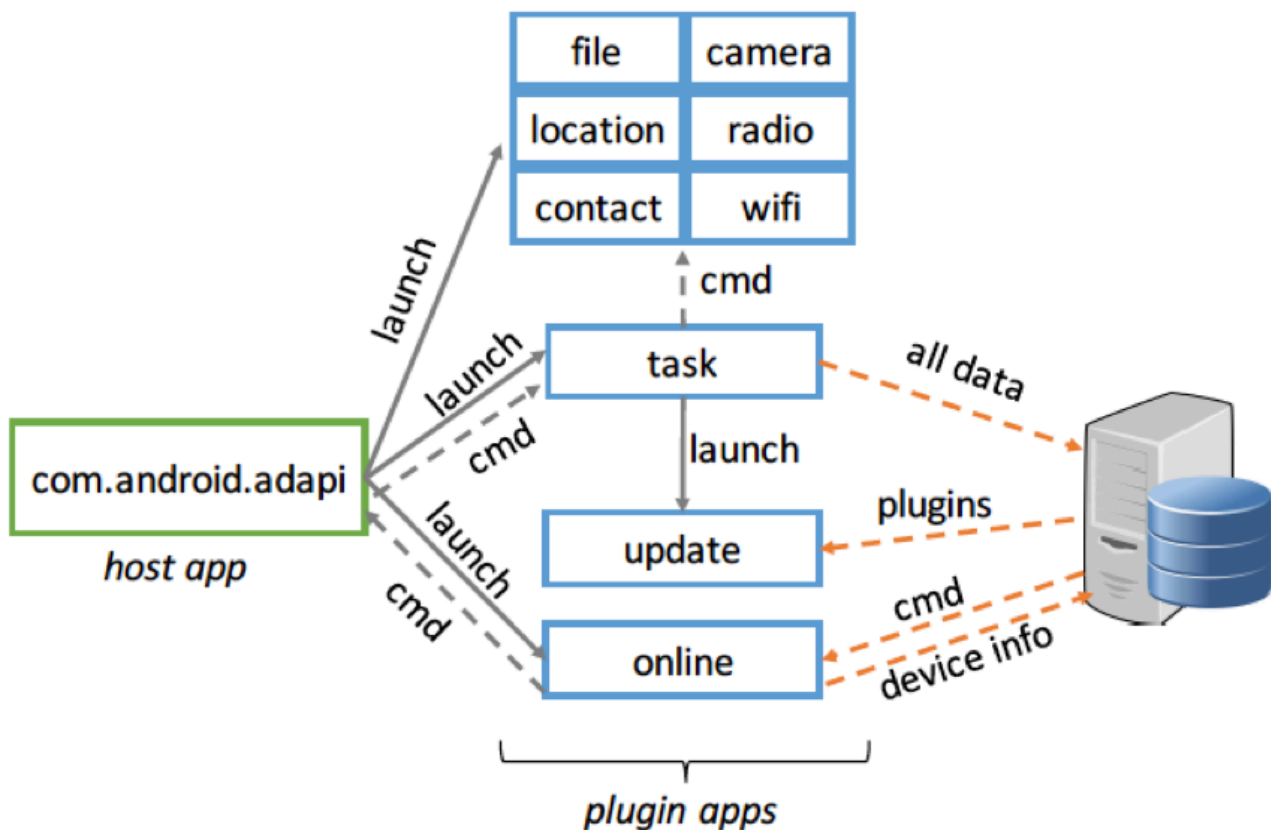 file
camera
location
radio
contact
wifi
launch
cmd
launch
task
all data
cmd
launch
com.android.adapi
host app
launch
plugins
update
cmd
cmd
online
device info
plugin apps